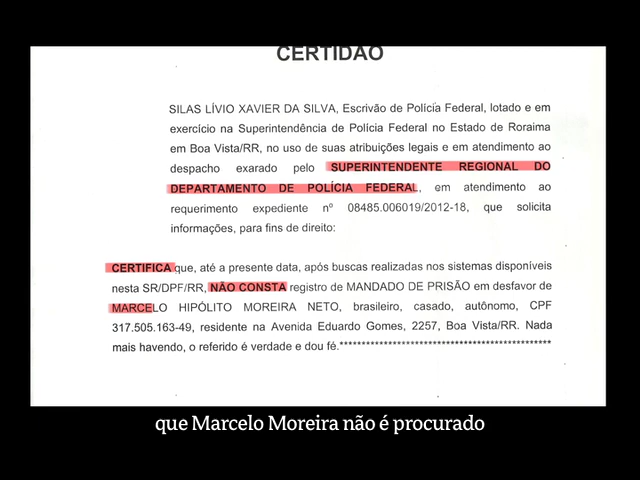 CERTIDÃO
SILAS LÍVIO XAVIER DA SILVA, Escrivão de Polícia Federal, lotado e em
exercício na Superintendência de Polícia Federal no Estado de Roraima
em Boa Vista/RR, no uso de suas atribuições legais e em atendimento ao
despacho exarado pelo SUPERINTENDENTE REGIONAL DO
DEPARTAMENTO DE POLÍCIA FEDERAL, em atendimento ao
requerimento expediente nº 08485.006019/2012-18, que solicita
informações, para fins de direito:
CERTIFICA que, até a presente data, após buscas realizadas nos sistemas disponíveis
nesta SR/DPF/RR, NÃO CONSTA registro de MANDADO DE PRISÃO em desfavor de
MARCELO HIPÓLITO MOREIRA NETO, brasileiro, casado, autônomo, CPF
317.505.163-49, residente na Avenida Eduardo Gomes, 2257, Boa Vista/RR. Nada
mais havendo, o referido é verdade e dou fé.************************************************
que Marcelo Moreira não é procurado